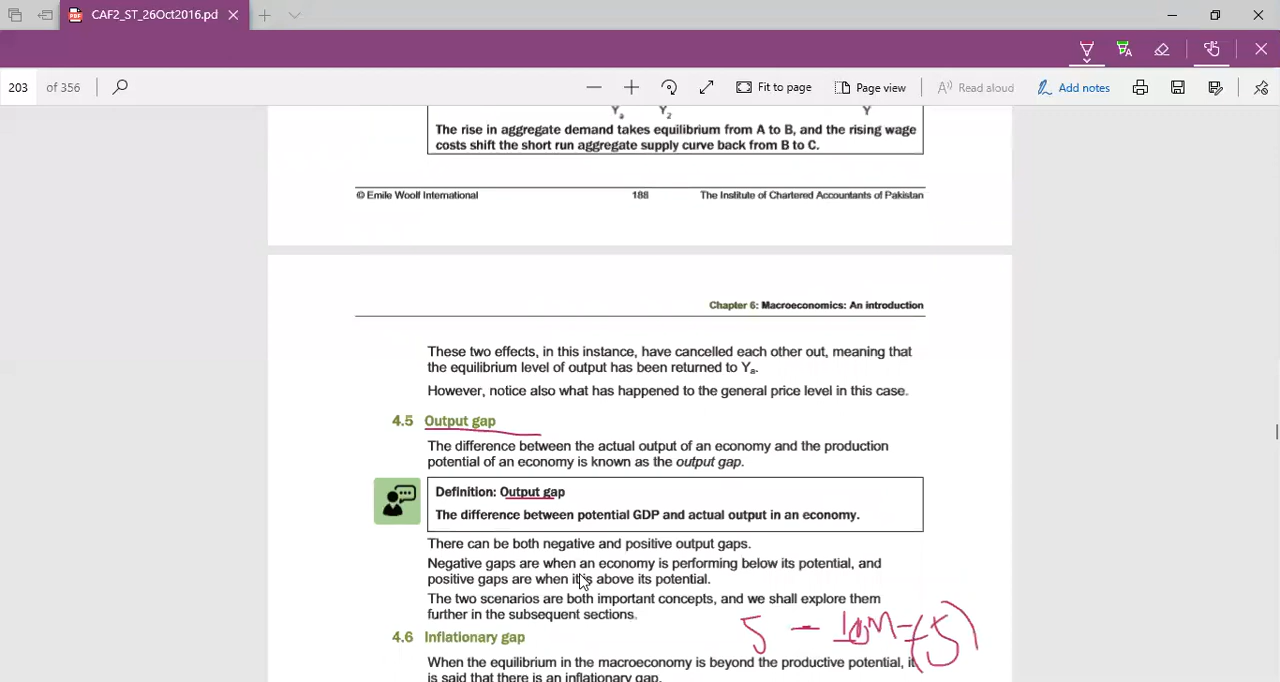 CAF2_ST_26Oct2016.pd
203 of 356
Fit to page
Page view
Read aloud
Add notes
Ya Y2 Y
The rise in aggregate demand takes equilibrium from A to B, and the rising wage
costs shift the short run aggregate supply curve back from B to C.
© Emile Woolf International 188 The Institute of Chartered Accountants of Pakistan
Chapter 6: Macroeconomics: An introduction
These two effects, in this instance, have cancelled each other out, meaning that
the equilibrium level of output has been returned to Ya.
However, notice also what has happened to the general price level in this case.
4.5 Output gap
The difference between the actual output of an economy and the production
potential of an economy is known as the output gap.
Definition: Output gap
The difference between potential GDP and actual output in an economy.
There can be both negative and positive output gaps.
Negative gaps are when an economy is performing below its potential, and
positive gaps are when it's above its potential.
The two scenarios are both important concepts, and we shall explore them
further in the subsequent sections.
5 - 10M = (5)
4.6 Inflationary gap
When the equilibrium in the macroeconomy is beyond the productive potential, it
is said that there is an inflationary gap.